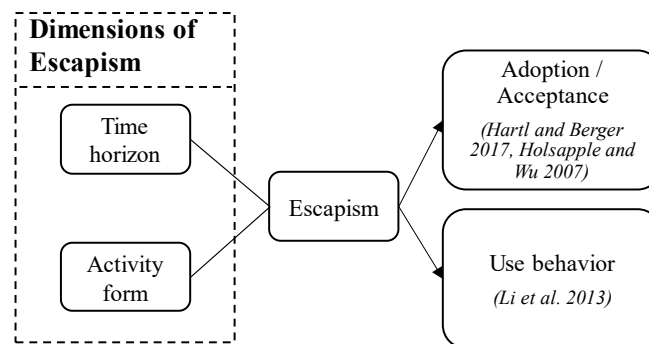 Dimensions of
Escapism
Time
horizon
Activity
form
Escapism
Adoption /
Acceptance
(Hartl and Berger
2017, Holsapple and
Wu 2007)
Use behavior
(Li et al. 2013)